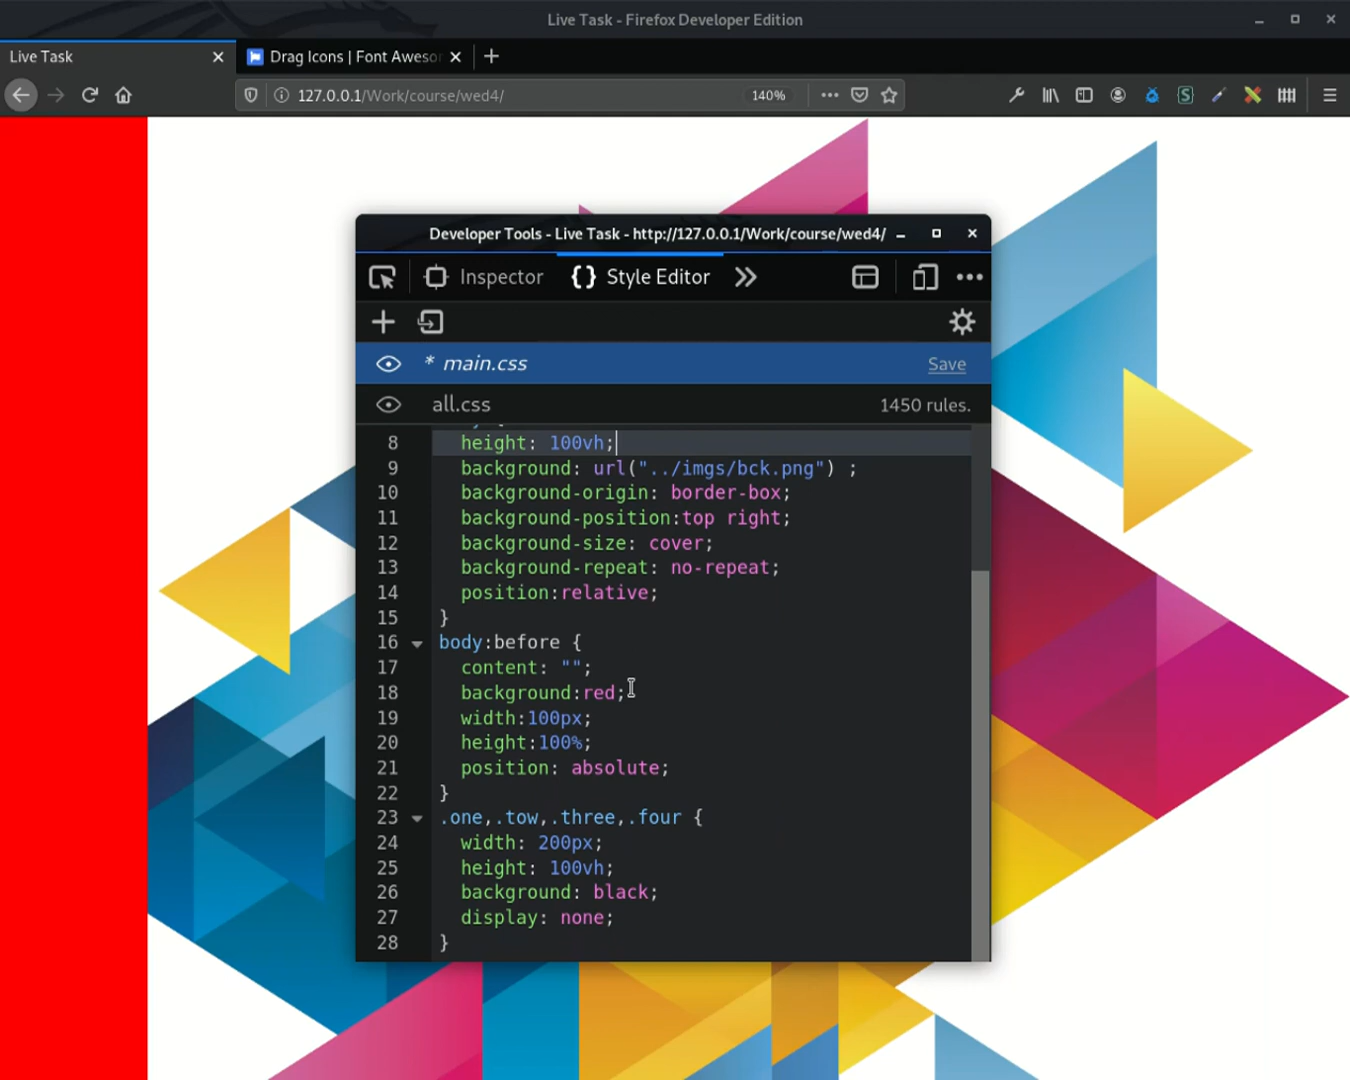 Live Task - Firefox Developer Edition
Live Task
Drag Icons | Font Aweso
127.0.0.1/Work/course/wed4/
140%
Developer Tools - Live Task - http://127.0.0.1/Work/course/wed4/
Inspector
{} Style Editor
* main.css
Save
all.css
1450 rules.
8 height: 100vh;
9 background: url("../imgs/bck.png") ;
10 background-origin: border-box;
11 background-position:top right;
12 background-size: cover;
13 background-repeat: no-repeat;
14 position:relative;
15 }
16 body:before {
17 content: "";
18 background:red;
19 width:100px;
20 height:100%;
21 position: absolute;
22 }
23 .one,.tow,.three,.four {
24 width: 200px;
25 height: 100vh;
26 background: black;
27 display: none;
28 }